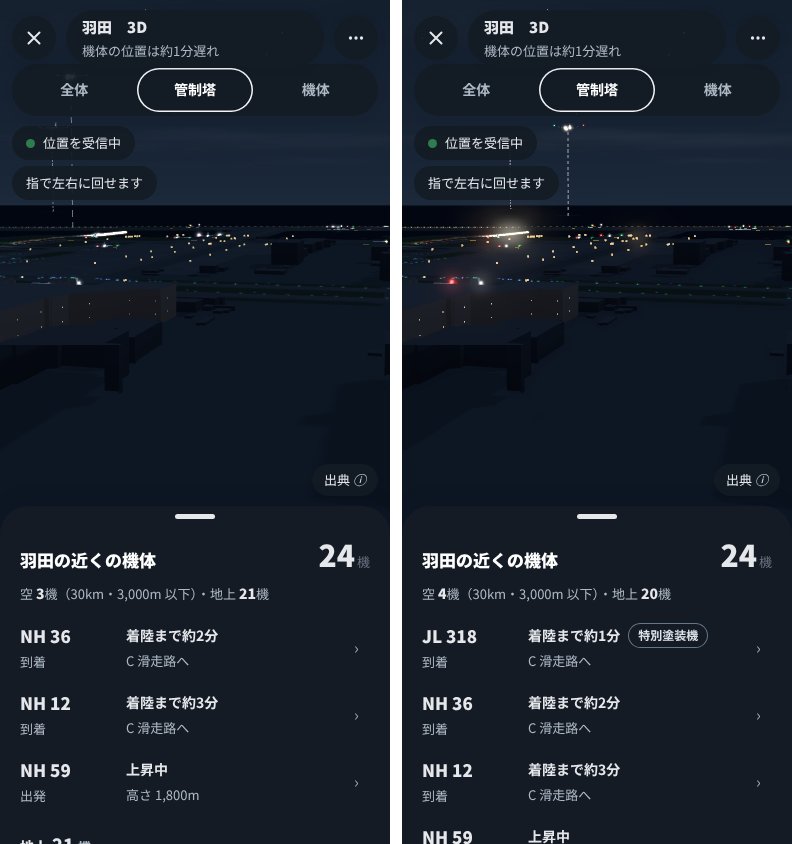 羽田 3D
機体の位置は約1分遅れ
全体
管制塔
機体
位置を受信中
指で左右に回せます
出典 ⓘ
羽田の近くの機体
24機
空 3機（30km・3,000m 以下）・地上 21機
NH 36
着陸まで約2分
到着
C 滑走路へ
NH 12
着陸まで約3分
到着
C 滑走路へ
NH 59
上昇中
出発
高さ 1,800m
羽田 3D
機体の位置は約1分遅れ
全体
管制塔
機体
位置を受信中
指で左右に回せます
出典 ⓘ
羽田の近くの機体
24機
空 4機（30km・3,000m 以下）・地上 20機
JL 318
着陸まで約1分
特別塗装機
到着
C 滑走路へ
NH 36
着陸まで約2分
到着
C 滑走路へ
NH 12
着陸まで約3分
到着
C 滑走路へ
NH 59
上昇中